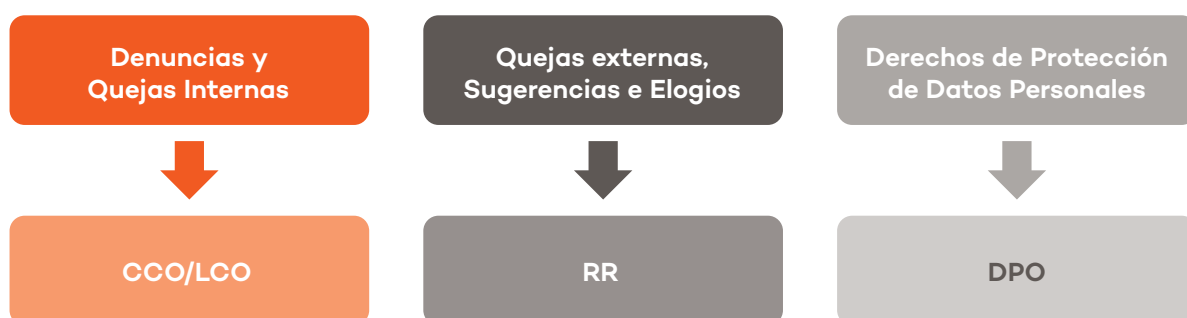 Denuncias y
Quejas Internas
Quejas externas,
Sugerencias e Elogios
Derechos de Protección
de Datos Personales
CCO/LCO
RR
DPO